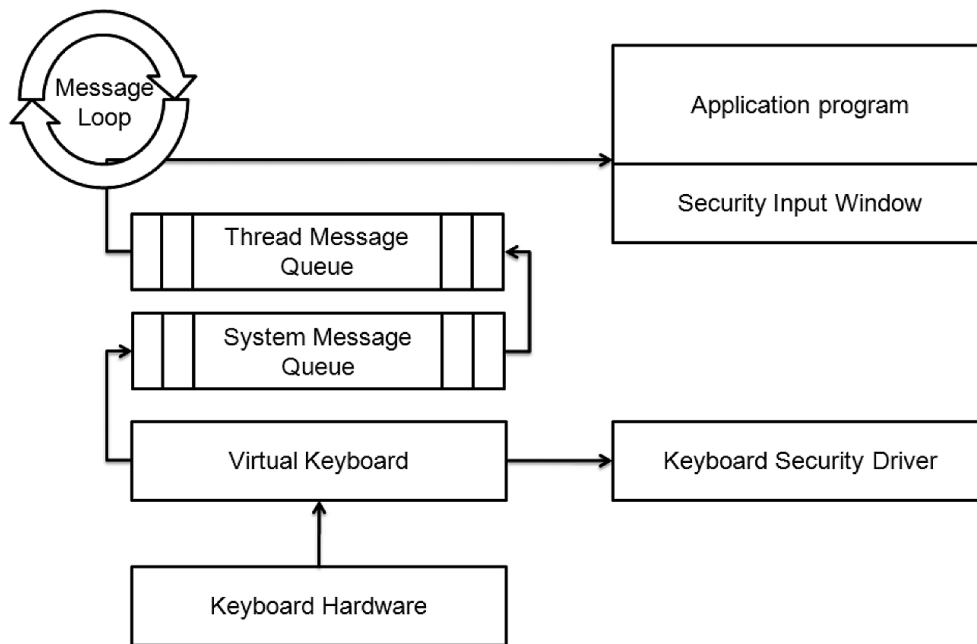 Message
Loop
Application program
Security Input Window
Thread Message
Queue
System Message
Queue
Virtual Keyboard
Keyboard Security Driver
Keyboard Hardware